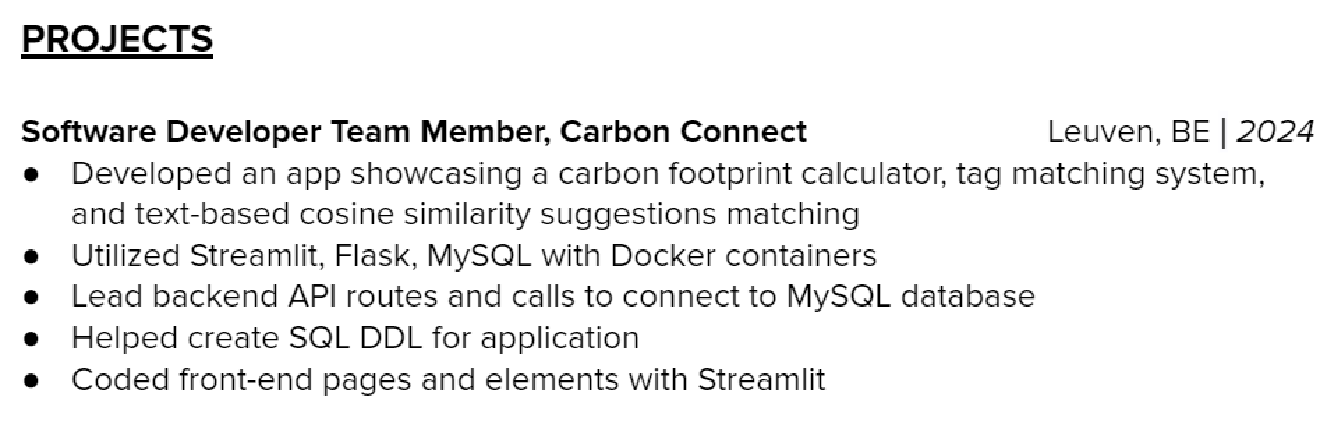 PROJECTS
Software Developer Team Member, Carbon Connect Leuven, BE | 2024
● Developed an app showcasing a carbon footprint calculator, tag matching system,
and text-based cosine similarity suggestions matching
● Utilized Streamlit, Flask, MySQL with Docker containers
● Lead backend API routes and calls to connect to MySQL database
● Helped create SQL DDL for application
● Coded front-end pages and elements with Streamlit